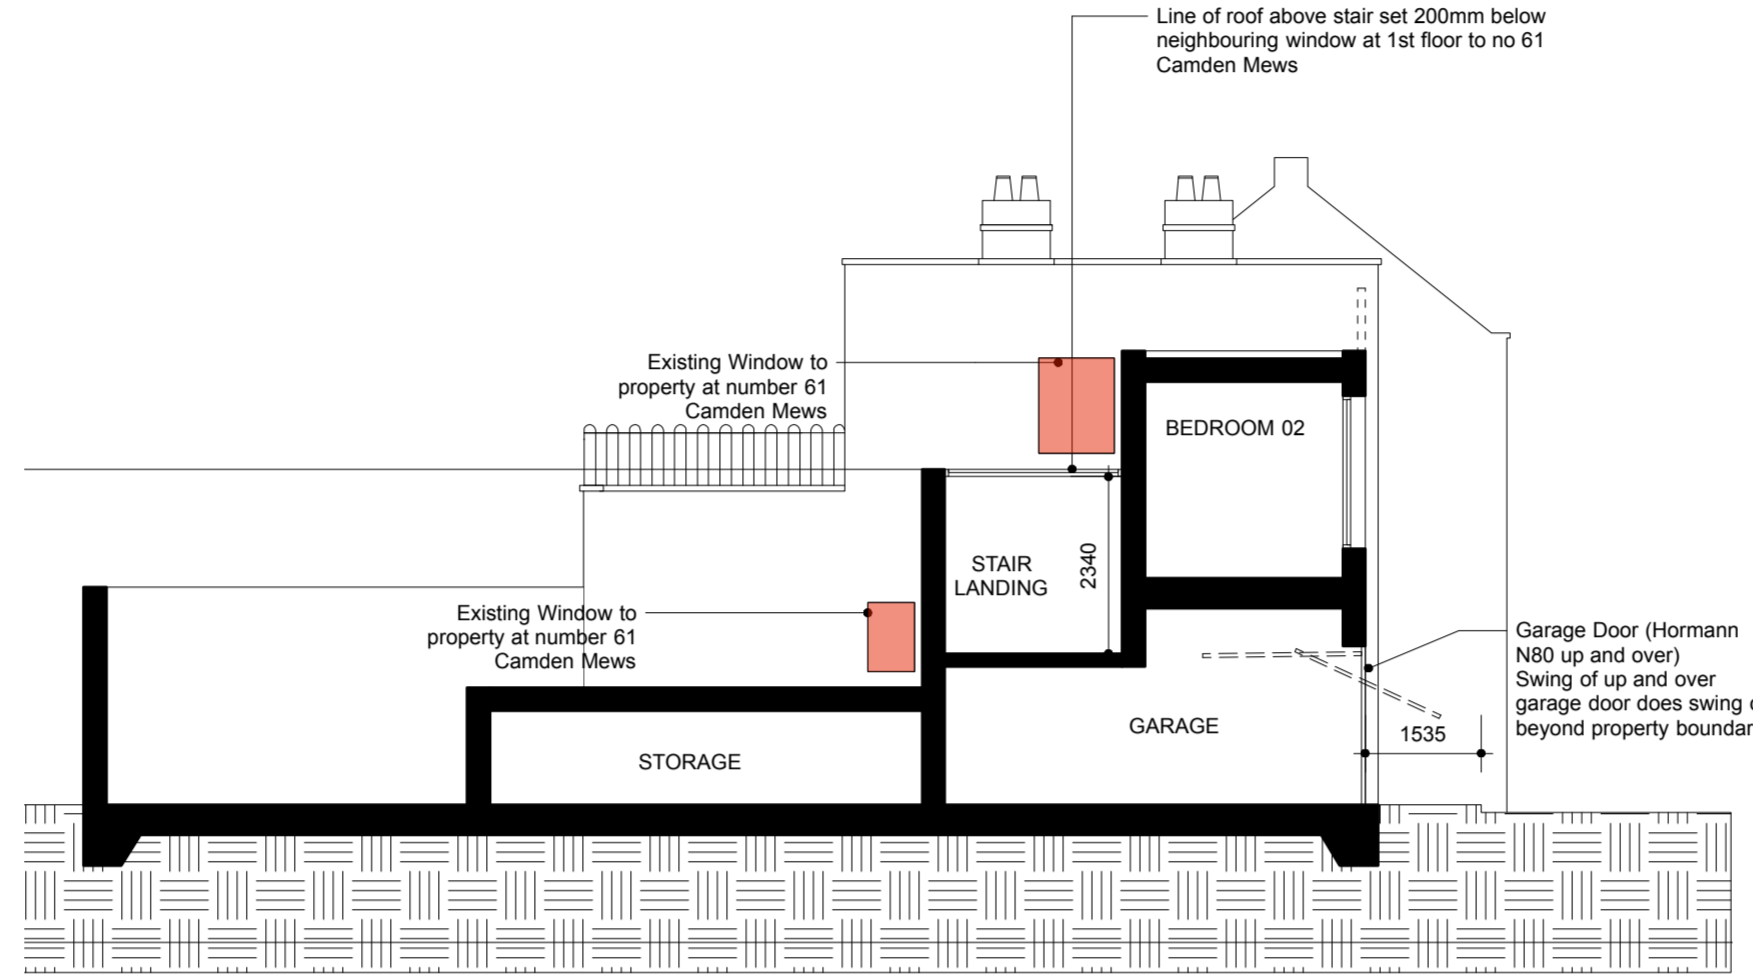 Line of roof above stair set 200mm below
neighbouring window at 1st floor to no 61
Camden Mews
Existing Window to
property at number 61
Camden Mews
BEDROOM 02
STAIR
LANDING
2340
Existing Window to
property at number 61
Camden Mews
Garage Door (Hormann
N80 up and over)
Swing of up and over
garage door does swing
beyond property
GARAGE
1535
STORAGE